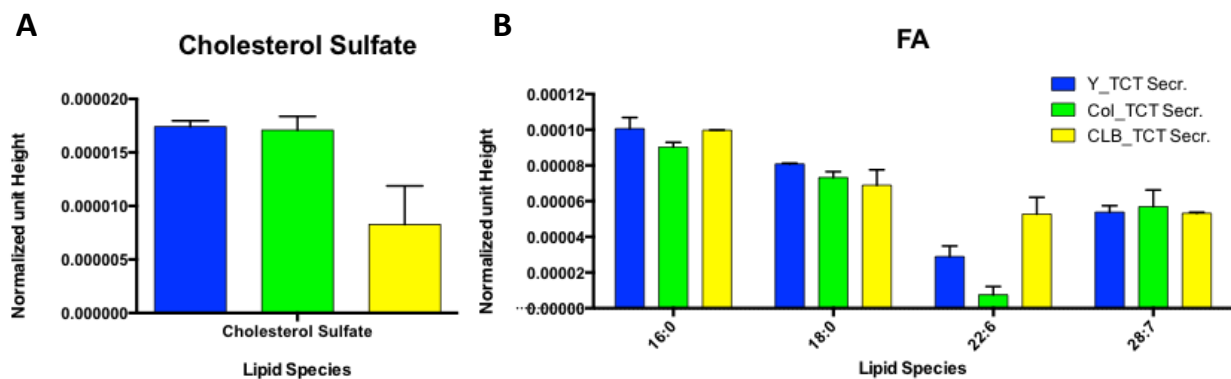 A
Cholesterol Sulfate
Normalized unit Height
0.000020
0.000015
0.000010
0.000005
0.000000
Cholesterol Sulfate
Lipid Species
B
FA
Y_TCT Secr.
Col_TCT Secr.
CLB_TCT Secr.
Normalized unit Height
0.00012
0.00010
0.00008
0.00006
0.00004
0.00002
0.00000
16:0
18:0
22:6
28:7
Lipid Species